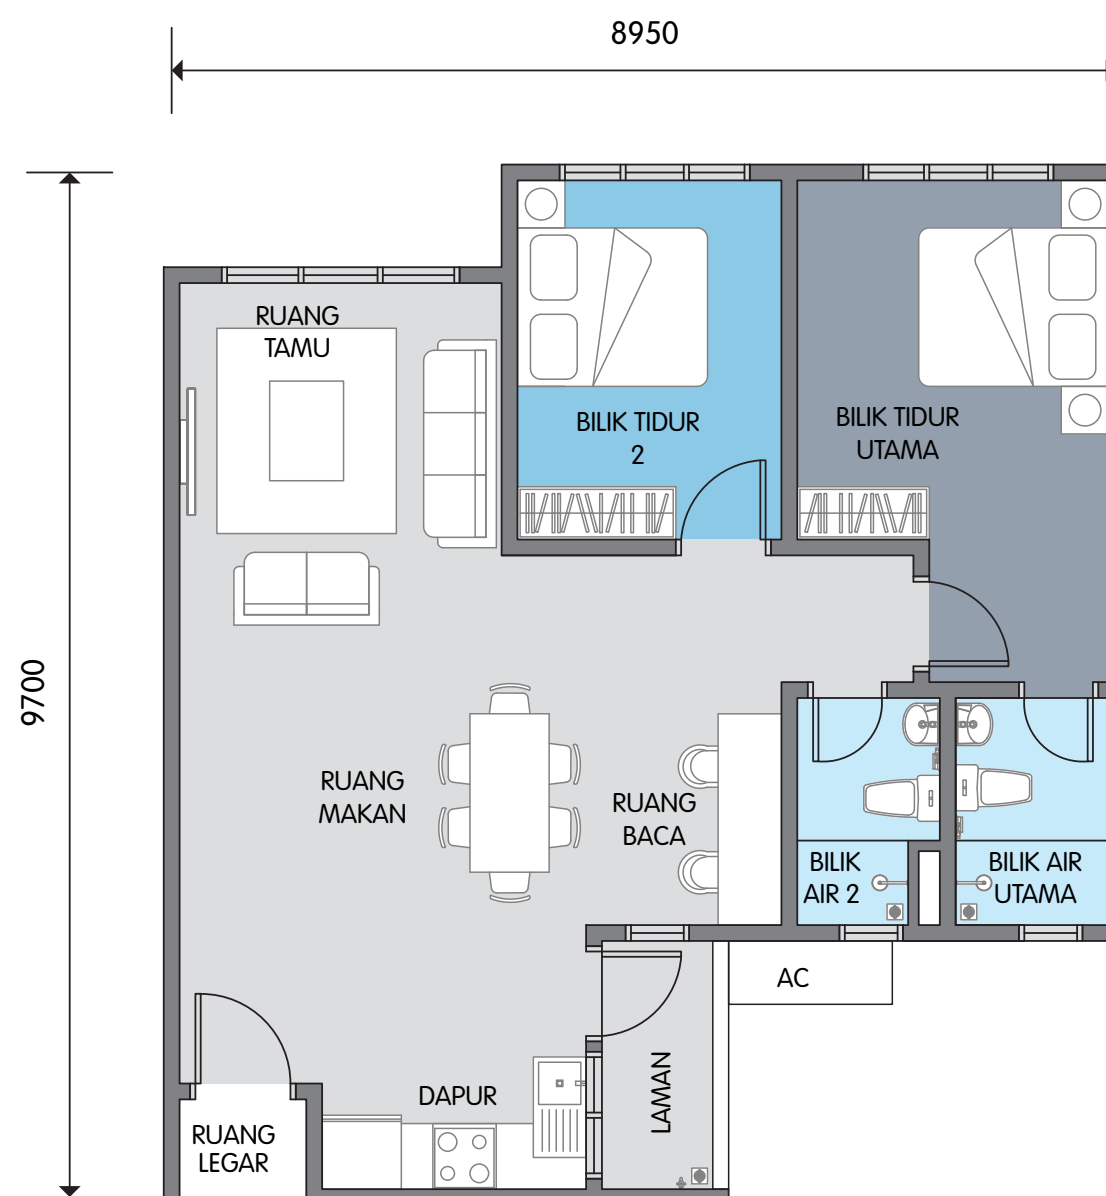 8950
9700
RUANG
TAMU
BILIK TIDUR
2
BILIK TIDUR
UTAMA
RUANG
MAKAN
RUANG
BACA
BILIK
AIR 2
BILIK AIR
UTAMA
AC
LAMAN
DAPUR
RUANG
LEGAR